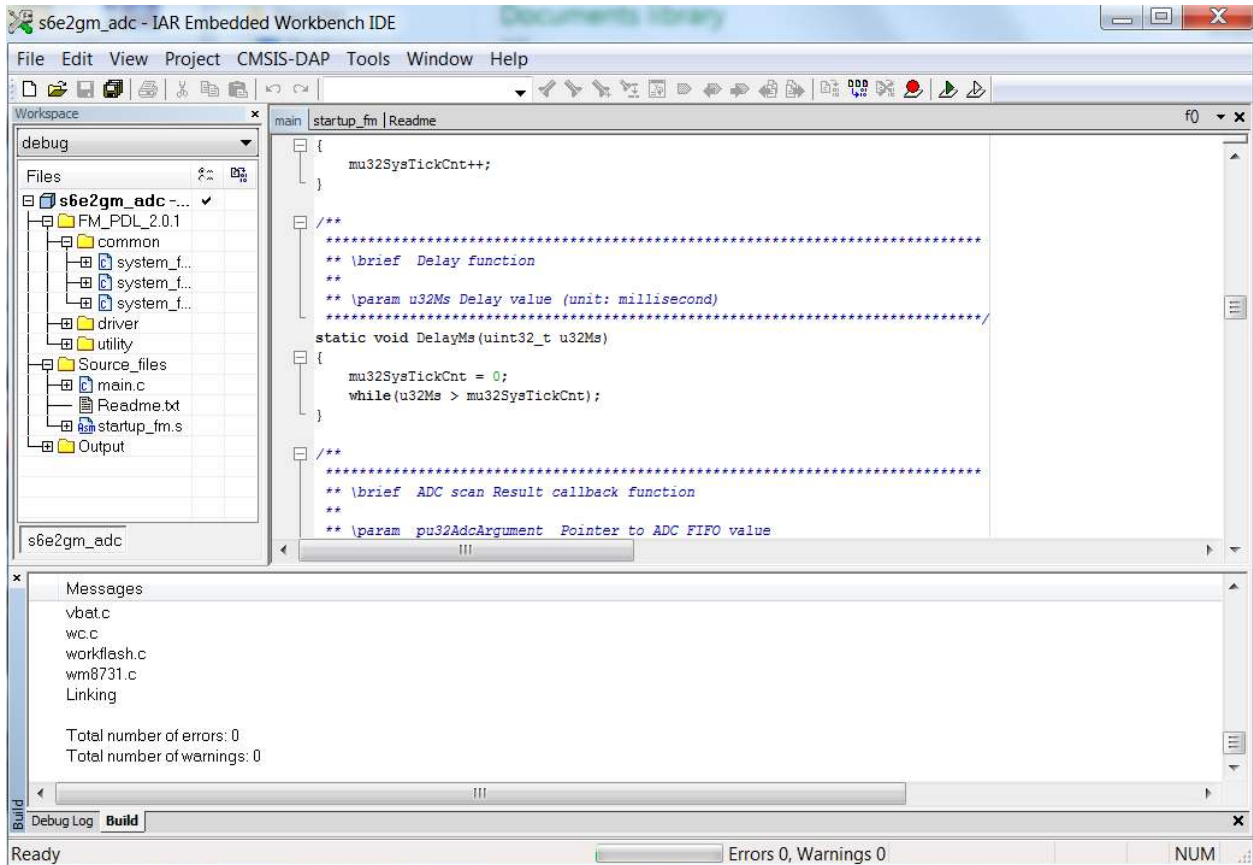 Documents library
s6e2gm_adc - IAR Embedded Workbench IDE
File Edit View Project CMSIS-DAP Tools Window Help
Workspace
debug
Files
s6e2gm_adc -...
FM_PDL_2.0.1
common
system_f...
system_f...
system_f...
driver
utility
Source_files
main.c
Readme.txt
startup_fm.s
Output
s6e2gm_adc
main startup_fm | Readme
f()
{
mu32SysTickCnt++;
}
/**
*******************************************************************************
** \brief Delay function
**
** \param u32Ms Delay value (unit: millisecond)
*******************************************************************************/
static void DelayMs(uint32_t u32Ms)
{
mu32SysTickCnt = 0;
while(u32Ms > mu32SysTickCnt);
}
/**
*******************************************************************************
** \brief ADC scan Result callback function
**
** \param pu32AdcArgument Pointer to ADC FIFO value
Messages
vbat.c
wc.c
workflash.c
wm8731.c
Linking
Total number of errors: 0
Total number of warnings: 0
Build
Debug Log Build
Ready
Errors 0, Warnings 0
NUM